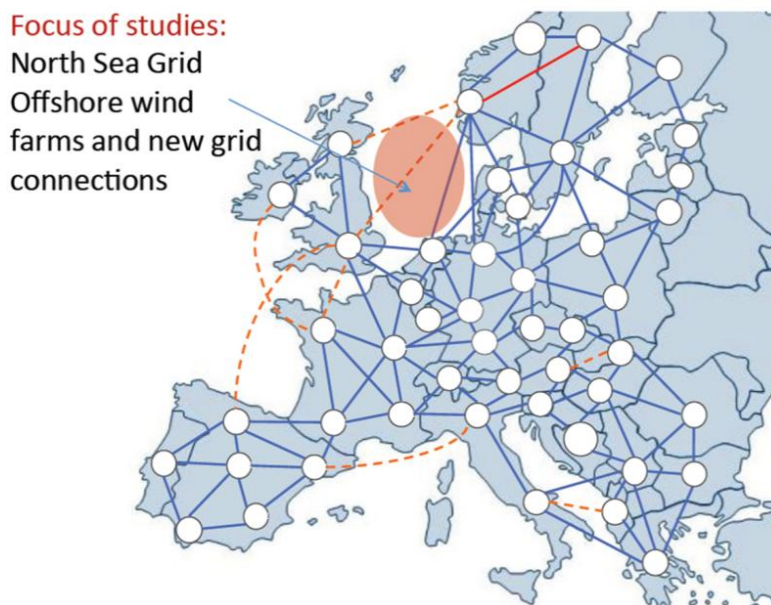 Focus of studies:
North Sea Grid
Offshore wind
farms and new grid
connections